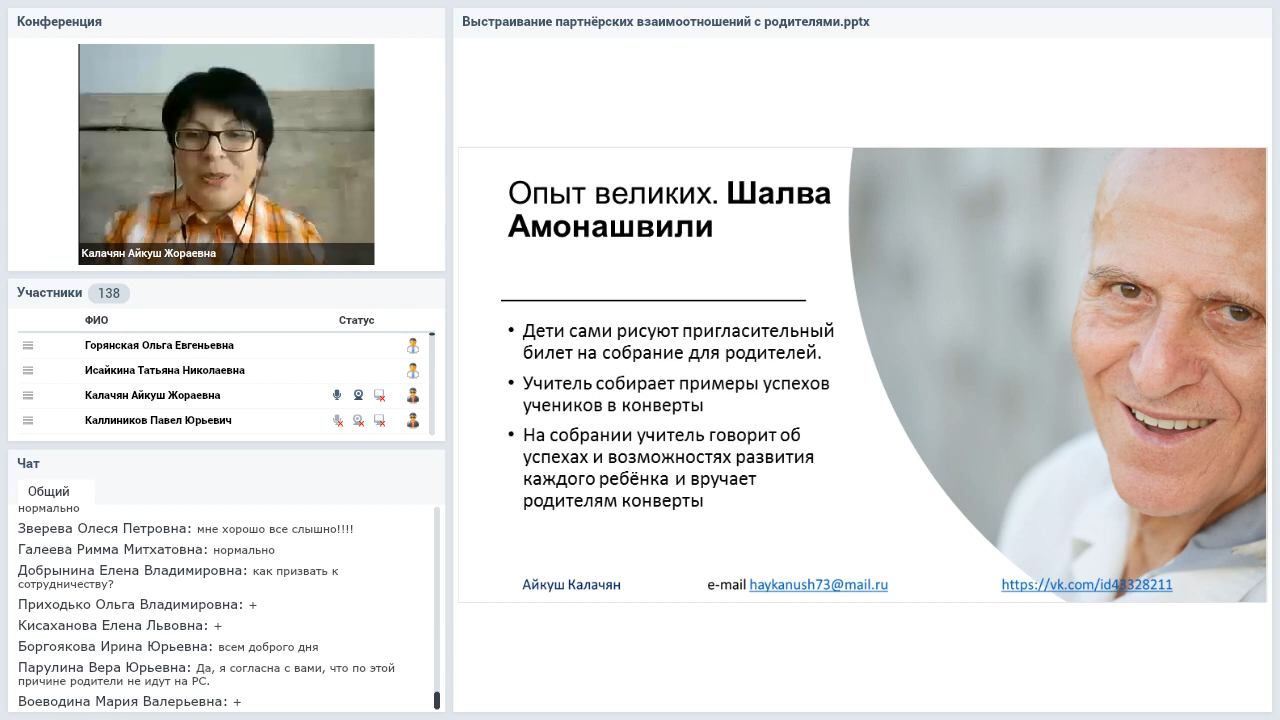 Конференция
Калачян Айкуш Жораевна
Участники 138
ФИО Статус
Горянская Ольга Евгеньевна
Исайкина Татьяна Николаевна
Калачян Айкуш Жораевна
Каллиников Павел Юрьевич
Чат
Общий
нормально
Зверева Олеся Петровна: мне хорошо все слышно!!!!
Галеева Римма Митхатовна: нормально
Добрынина Елена Владимировна: как призвать к
сотрудничеству?
Приходько Ольга Владимировна: +
Кисаханова Елена Львовна: +
Боргоякова Ирина Юрьевна: всем доброго дня
Парулина Вера Юрьевна: Да, я согласна с вами, что по этой
причине родители не идут на РС.
Воеводина Мария Валерьевна: +
Выстраивание партнёрских взаимоотношений с родителями.pptx
Опыт великих. Шалва
Амонашвили
• Дети сами рисуют пригласительный
билет на собрание для родителей.
• Учитель собирает примеры успехов
учеников в конверты
• На собрании учитель говорит об
успехах и возможностях развития
каждого ребёнка и вручает
родителям конверты
Айкуш Калачян e-mail haykanush73@mail.ru https://vk.com/id43328211